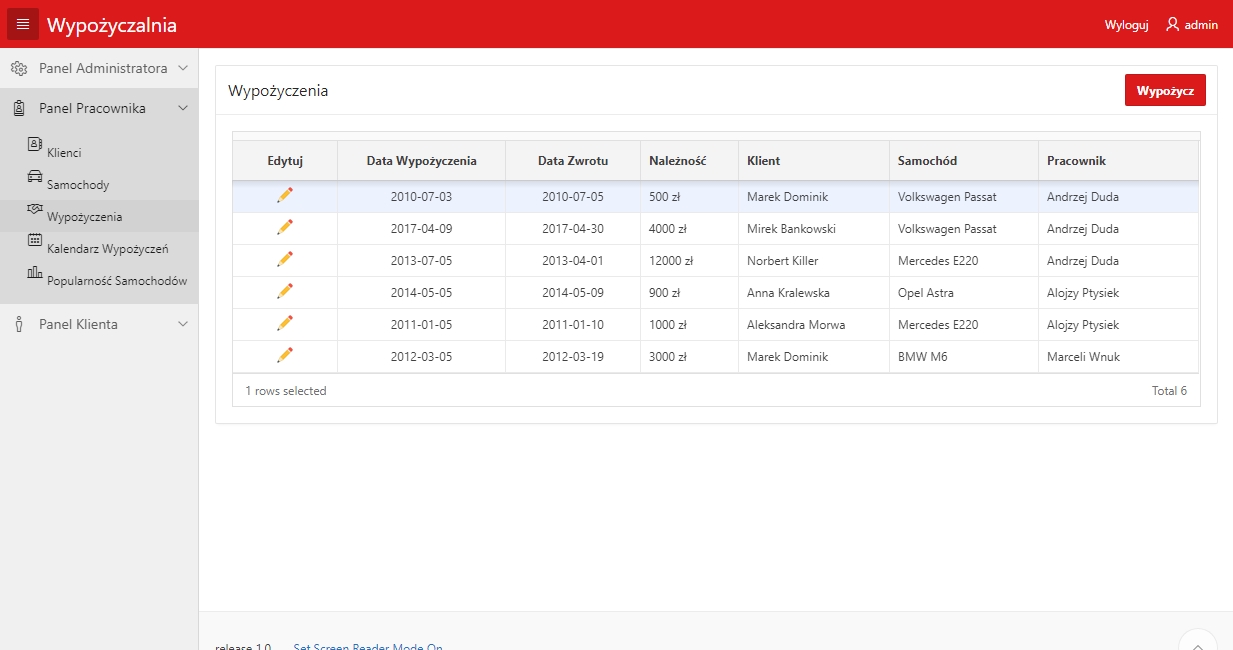 Wypożyczalnia
Wyloguj admin
Panel Administratora
Panel Pracownika
Klienci
Samochody
Wypożyczenia
Kalendarz Wypożyczeń
Popularność Samochodów
Panel Klienta
Wypożyczenia
Wypożycz
Edytuj Data Wypożyczenia Data Zwrotu Należność Klient Samochód Pracownik
2010-07-03 2010-07-05 500 zł Marek Dominik Volkswagen Passat Andrzej Duda
2017-04-09 2017-04-30 4000 zł Mirek Bankowski Volkswagen Passat Andrzej Duda
2013-07-05 2013-04-01 12000 zł Norbert Killer Mercedes E220 Andrzej Duda
2014-05-05 2014-05-09 900 zł Anna Kralewska Opel Astra Alojzy Ptysiek
2011-01-05 2011-01-10 1000 zł Aleksandra Morwa Mercedes E220 Alojzy Ptysiek
2012-03-05 2012-03-19 3000 zł Marek Dominik BMW M6 Marceli Wnuk
1 rows selected Total 6
release 1.0 Set Screen Reader Mode On